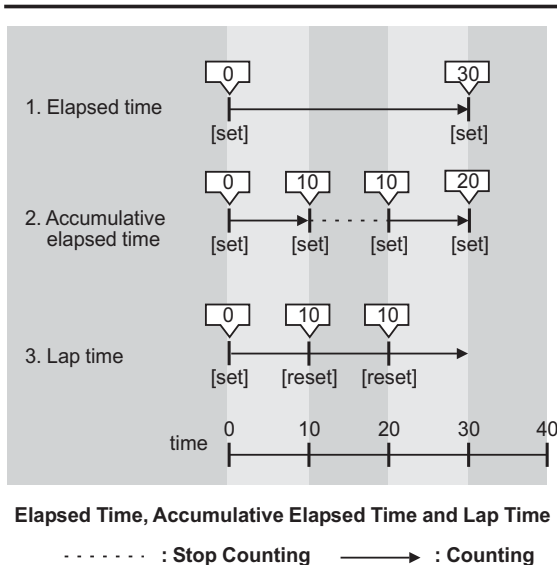 0 30
1. Elapsed time
[set] [set]
0 10 10 20
2. Accumulative
elapsed time
[set] [set] [set] [set]
0 10 10
3. Lap time
[set] [reset] [reset]
time 0 10 20 30 40
Elapsed Time, Accumulative Elapsed Time and Lap Time
: Stop Counting : Counting